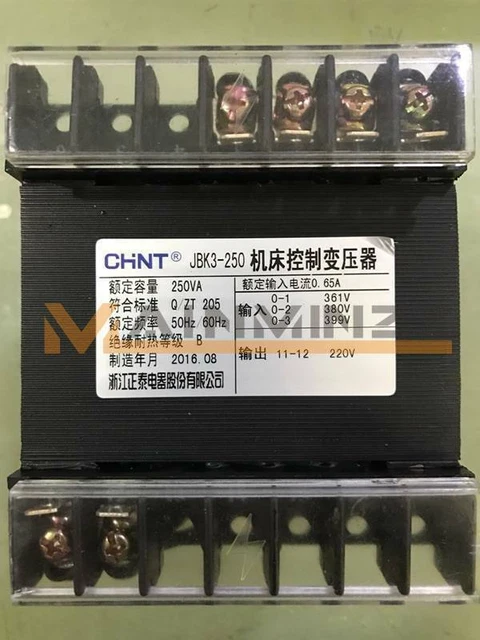 CHNT® JBK3-250 机床控制变压器
额定容量 250VA
符合标准 Q/ZT 205
额定频率 50Hz/60Hz
绝缘耐热等级 B
制造年月 2016.08
浙江正泰电器股份有限公司
额定输入电流0.65A
输入
0-1 361V
0-2 380V
0-3 399V
输出 11-12 220V